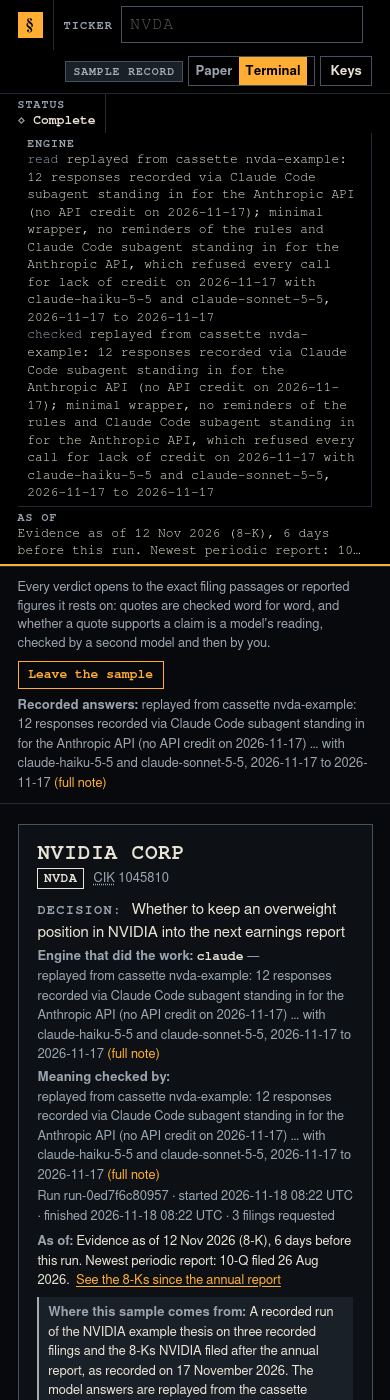 §
TICKER
NVDA
SAMPLE RECORD
Paper
Terminal
Keys
STATUS
◇ Complete
ENGINE
read replayed from cassette nvda-example:
12 responses recorded via Claude Code
subagent standing in for the Anthropic API
(no API credit on 2026-11-17); minimal
wrapper, no reminders of the rules and
Claude Code subagent standing in for the
Anthropic API, which refused every call
for lack of credit on 2026-11-17 with
claude-haiku-5-5 and claude-sonnet-5-5,
2026-11-17 to 2026-11-17
checked replayed from cassette nvda-
example: 12 responses recorded via Claude
Code subagent standing in for the
Anthropic API (no API credit on 2026-11-
17); minimal wrapper, no reminders of the
rules and Claude Code subagent standing in
for the Anthropic API, which refused every
call for lack of credit on 2026-11-17 with
claude-haiku-5-5 and claude-sonnet-5-5,
2026-11-17 to 2026-11-17
AS OF
Evidence as of 12 Nov 2026 (8-K), 6 days
before this run. Newest periodic report: 10…
Every verdict opens to the exact filing passages or reported
figures it rests on: quotes are checked word for word, and
whether a quote supports a claim is a model's reading,
checked by a second model and then by you.
Leave the sample
Recorded answers: replayed from cassette nvda-example:
12 responses recorded via Claude Code subagent standing in
for the Anthropic API (no API credit on 2026-11-17) ... with
claude-haiku-5-5 and claude-sonnet-5-5, 2026-11-17 to 2026-
11-17 (full note)
NVIDIA CORP
NVDA CIK 1045810
DECISION: Whether to keep an overweight
position in NVIDIA into the next earnings report
Engine that did the work: claude —
replayed from cassette nvda-example: 12 responses
recorded via Claude Code subagent standing in for the
Anthropic API (no API credit on 2026-11-17) ... with
claude-haiku-5-5 and claude-sonnet-5-5, 2026-11-17 to
2026-11-17 (full note)
Meaning checked by:
replayed from cassette nvda-example: 12 responses
recorded via Claude Code subagent standing in for the
Anthropic API (no API credit on 2026-11-17) ... with
claude-haiku-5-5 and claude-sonnet-5-5, 2026-11-17 to
2026-11-17 (full note)
Run run-0ed7f6c80957 · started 2026-11-18 08:22 UTC
· finished 2026-11-18 08:22 UTC · 3 filings requested
As of: Evidence as of 12 Nov 2026 (8-K), 6 days before
this run. Newest periodic report: 10-Q filed 26 Aug
2026. See the 8-Ks since the annual report
Where this sample comes from: A recorded run
of the NVIDIA example thesis on three recorded
filings and the 8-Ks NVIDIA filed after the annual
report, as recorded on 17 November 2026. The
model answers are replayed from the cassette